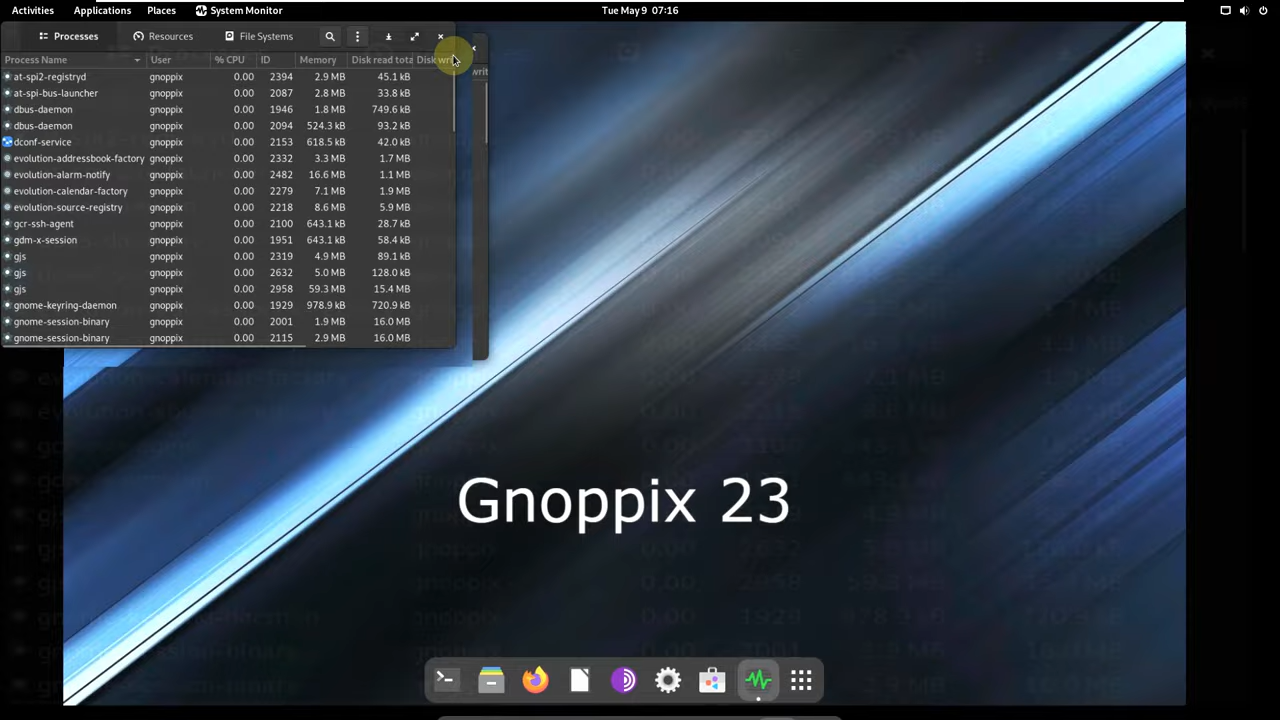 Activities Applications Places System Monitor Tue May 9 07:16
Processes Resources File Systems
Process Name User % CPU ID Memory Disk read tota Disk writ
at-spi2-registryd gnoppix 0.00 2394 2.9 MB 45.1 kB
at-spi-bus-launcher gnoppix 0.00 2087 2.8 MB 33.8 kB
dbus-daemon gnoppix 0.00 1946 1.8 MB 749.6 kB
dbus-daemon gnoppix 0.00 2094 524.3 kB 93.2 kB
dconf-service gnoppix 0.00 2153 618.5 kB 42.0 kB
evolution-addressbook-factory gnoppix 0.00 2332 3.3 MB 1.7 MB
evolution-alarm-notify gnoppix 0.00 2482 16.6 MB 1.1 MB
evolution-calendar-factory gnoppix 0.00 2279 7.1 MB 1.9 MB
evolution-source-registry gnoppix 0.00 2218 8.6 MB 5.9 MB
gcr-ssh-agent gnoppix 0.00 2100 643.1 kB 28.7 kB
gdm-x-session gnoppix 0.00 1951 643.1 kB 58.4 kB
gjs gnoppix 0.00 2319 4.9 MB 89.1 kB
gjs gnoppix 0.00 2632 5.0 MB 128.0 kB
gjs gnoppix 0.00 2958 59.3 MB 15.4 MB
gnome-keyring-daemon gnoppix 0.00 1929 978.9 kB 720.9 kB
gnome-session-binary gnoppix 0.00 2001 1.9 MB 16.0 MB
gnome-session-binary gnoppix 0.00 2115 2.9 MB 16.0 MB
Gnoppix 23